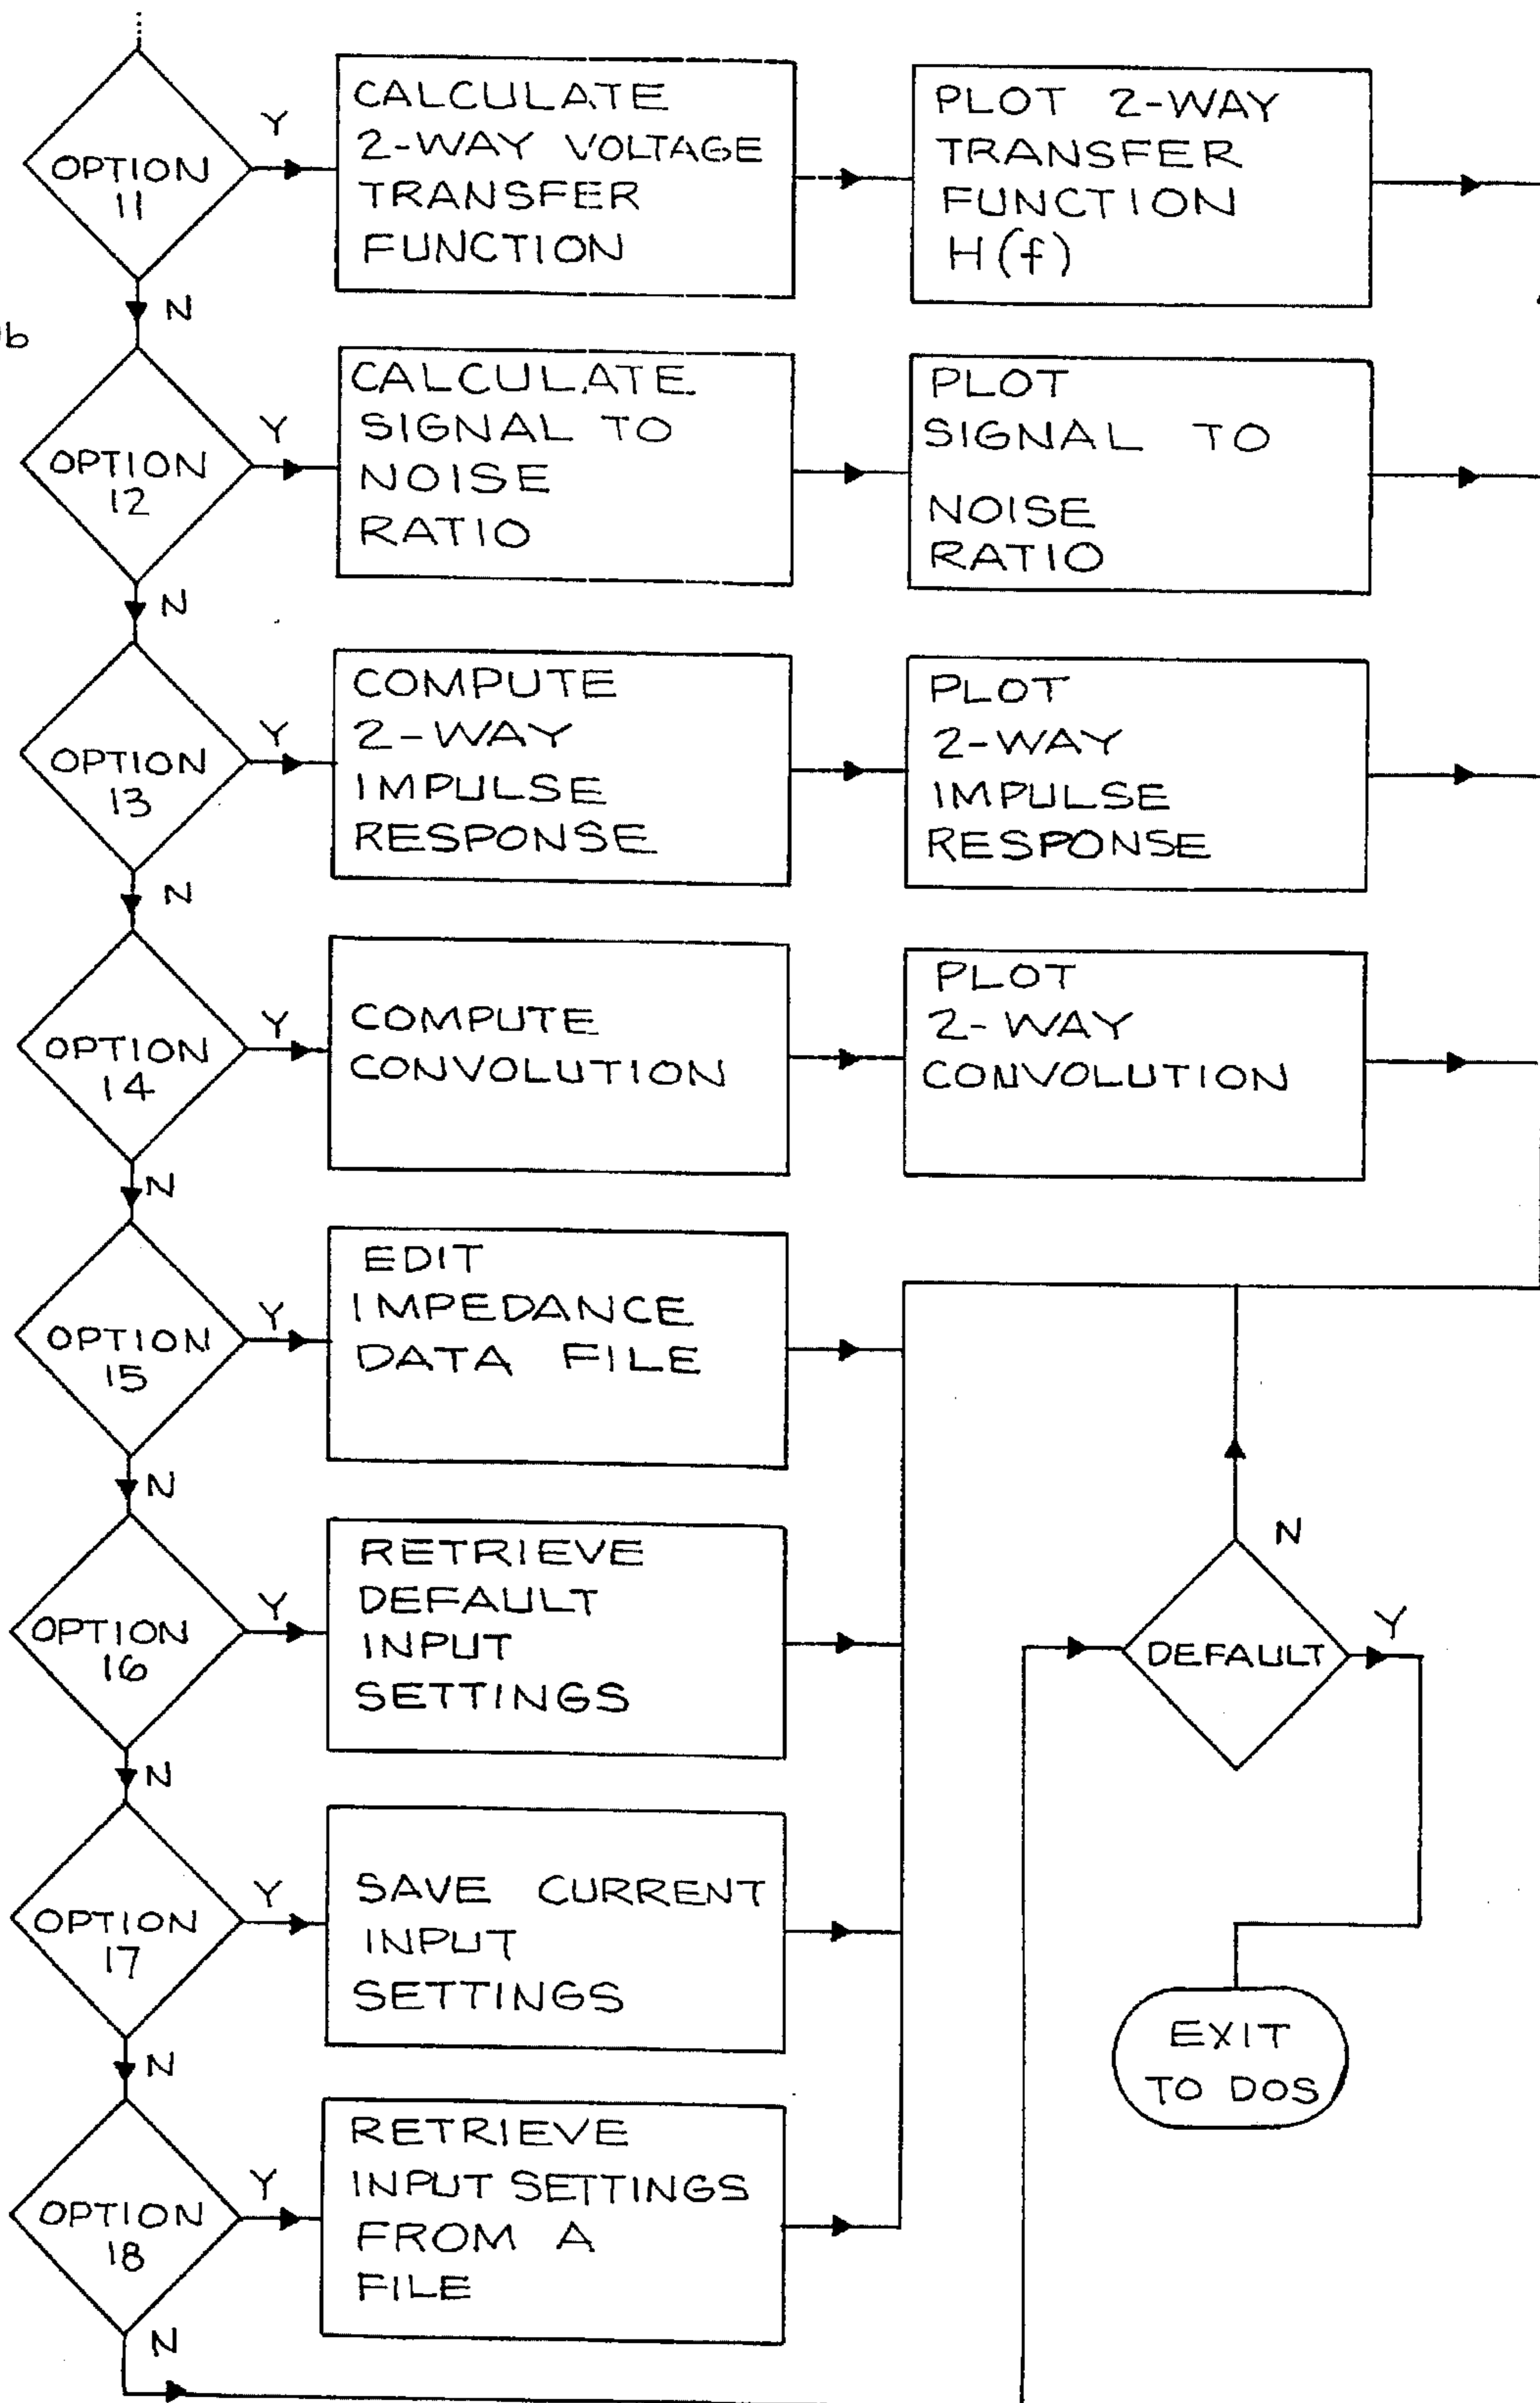 OPTION
11
Y
CALCULATE
2-WAY VOLTAGE
TRANSFER
FUNCTION
PLOT 2-WAY
TRANSFER
FUNCTION
H(f)
N
OPTION
12
Y
CALCULATE
SIGNAL TO
NOISE
RATIO
PLOT
SIGNAL TO
NOISE
RATIO
N
OPTION
13
Y
COMPUTE
2-WAY
IMPULSE
RESPONSE
PLOT
2-WAY
IMPULSE
RESPONSE
N
OPTION
14
Y
COMPUTE
CONVOLUTION
PLOT
2-WAY
CONVOLUTION
N
OPTION
15
Y
EDIT
IMPEDANCE
DATA FILE
N
OPTION
16
Y
RETRIEVE
DEFAULT
INPUT
SETTINGS
N
DEFAULT
Y
N
OPTION
17
Y
SAVE CURRENT
INPUT
SETTINGS
EXIT
TO DOS
N
OPTION
18
Y
RETRIEVE
INPUT SETTINGS
FROM A
FILE
N